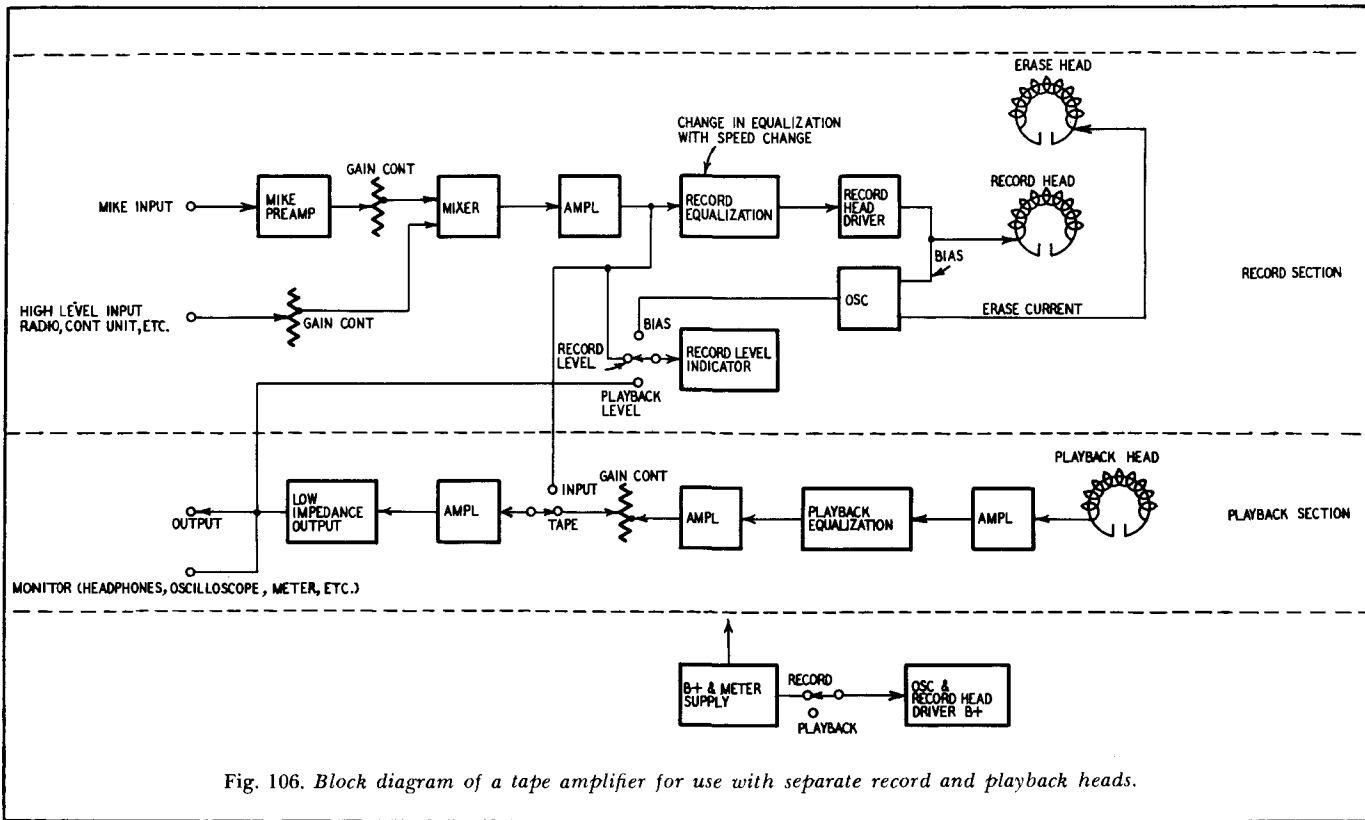 ERASE HEAD
CHANGE IN EQUALIZATION
WITH SPEED CHANGE
GAIN CONT
RECORD HEAD
MIKE INPUT
MIKE
PREAMP
MIXER
AMPL
RECORD
EQUALIZATION
RECORD
HEAD
DRIVER
BIAS
RECORD SECTION
HIGH LEVEL INPUT
RADIO, CONT UNIT, ETC.
GAIN CONT
OSC
ERASE CURRENT
BIAS
RECORD
LEVEL
RECORD LEVEL
INDICATOR
PLAYBACK
LEVEL
PLAYBACK HEAD
GAIN CONT
INPUT
OUTPUT
LOW
IMPEDANCE
OUTPUT
AMPL
TAPE
AMPL
PLAYBACK
EQUALIZATION
AMPL
PLAYBACK SECTION
MONITOR (HEADPHONES, OSCILLOSCOPE, METER, ETC.)
B+ & METER
SUPPLY
RECORD
PLAYBACK
OSC &
RECORD HEAD
DRIVER B+
Fig. 106. Block diagram of a tape amplifier for use with separate record and playback heads.